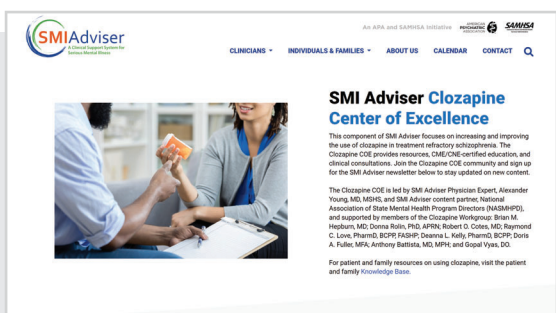 SMIAdviser
A Clinical Support System for
Serious Mental Illness
An APA and SAMHSA Initiative
AMERICAN
PSYCHIATRIC
ASSOCIATION
SAMHSA
CLINICIANS
INDIVIDUALS & FAMILIES
ABOUT US
CALENDAR
CONTACT
SMI Adviser Clozapine
Center of Excellence
This component of SMI Adviser focuses on increasing and improving
the use of clozapine in treatment refractory schizophrenia. The
Clozapine COE provides resources, CME/CNE-certified education, and
clinical consultations. Join the Clozapine COE community and sign up
for the SMI Adviser newsletter below to stay updated on new content.
The Clozapine COE is led by SMI Adviser Physician Expert, Alexander
Young, MD, MSHS, and SMI Adviser content partner, National
Association of State Mental Health Program Directors (NASMHPD),
and supported by members of the Clozapine Workgroup: Brian M.
Hepburn, MD; Donna Rolin, PhD, APRN; Robert O. Cotes, MD; Raymond
C. Love, PharmD, BCPP, FASHP; Deanna L. Kelly, PharmD, BCPP; Doris
A. Fuller, MFA; Anthony Battista, MD, MPH; and Gopal Vyas, DO.
For patient and family resources on using clozapine, visit the patient
and family Knowledge Base.